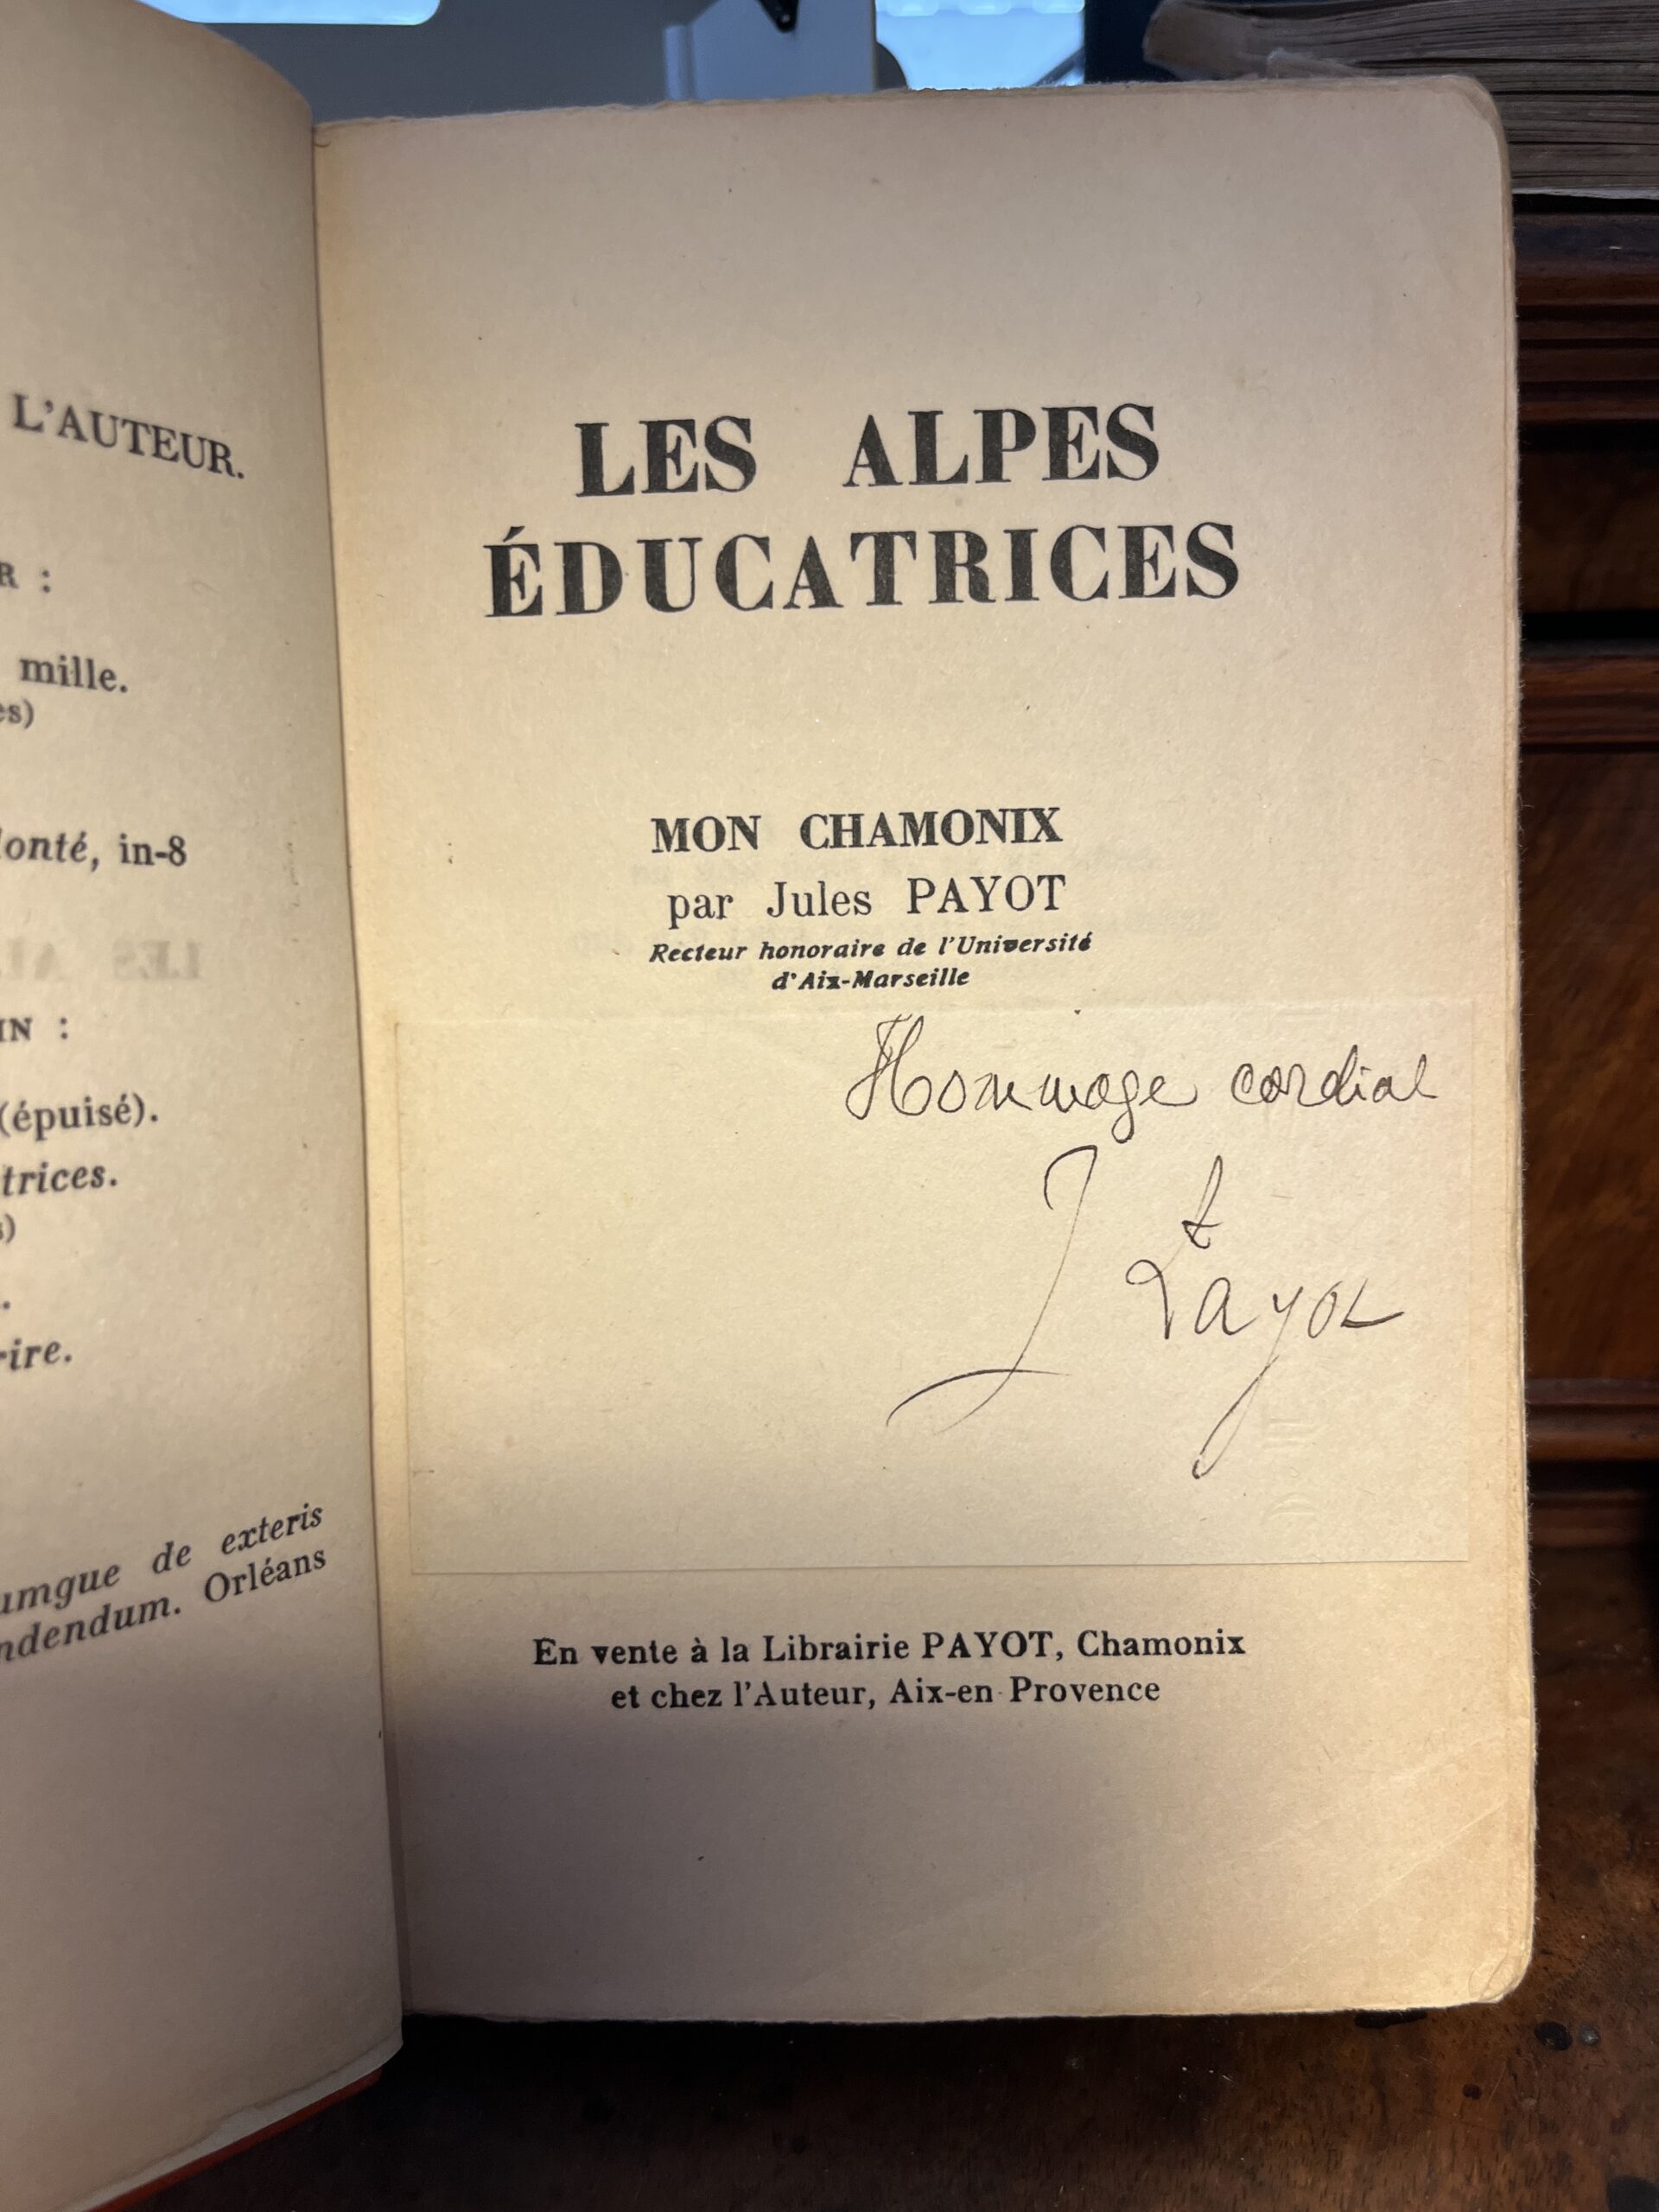 L'AUTEUR.
R :
mille.
es)
lonté, in-8
IN :
(épuisé).
trices.
s)
rire.
umgue de exteris
ndendum. Orléans
LES ALPES
ÉDUCATRICES
MON CHAMONIX
par Jules PAYOT
Recteur honoraire de l'Université
d'Aix-Marseille
Hommage cordial
J Payot
En vente à la Librairie PAYOT, Chamonix
et chez l'Auteur, Aix-en-Provence